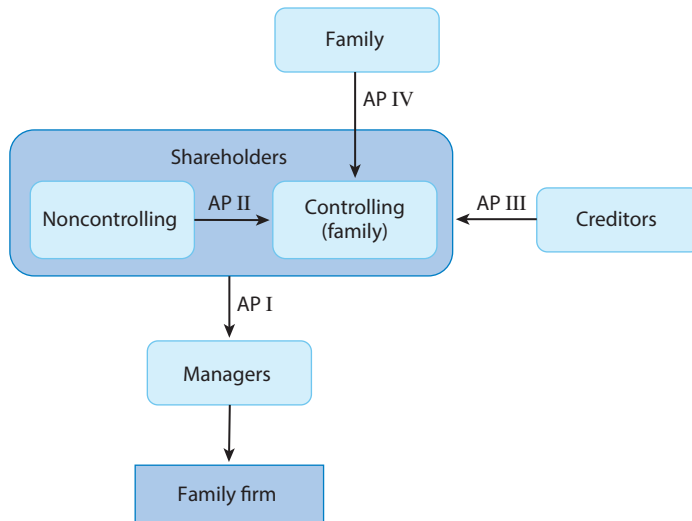 Family
AP IV
Shareholders
Noncontrolling
AP II
Controlling
(family)
AP III
Creditors
AP I
Managers
Family firm